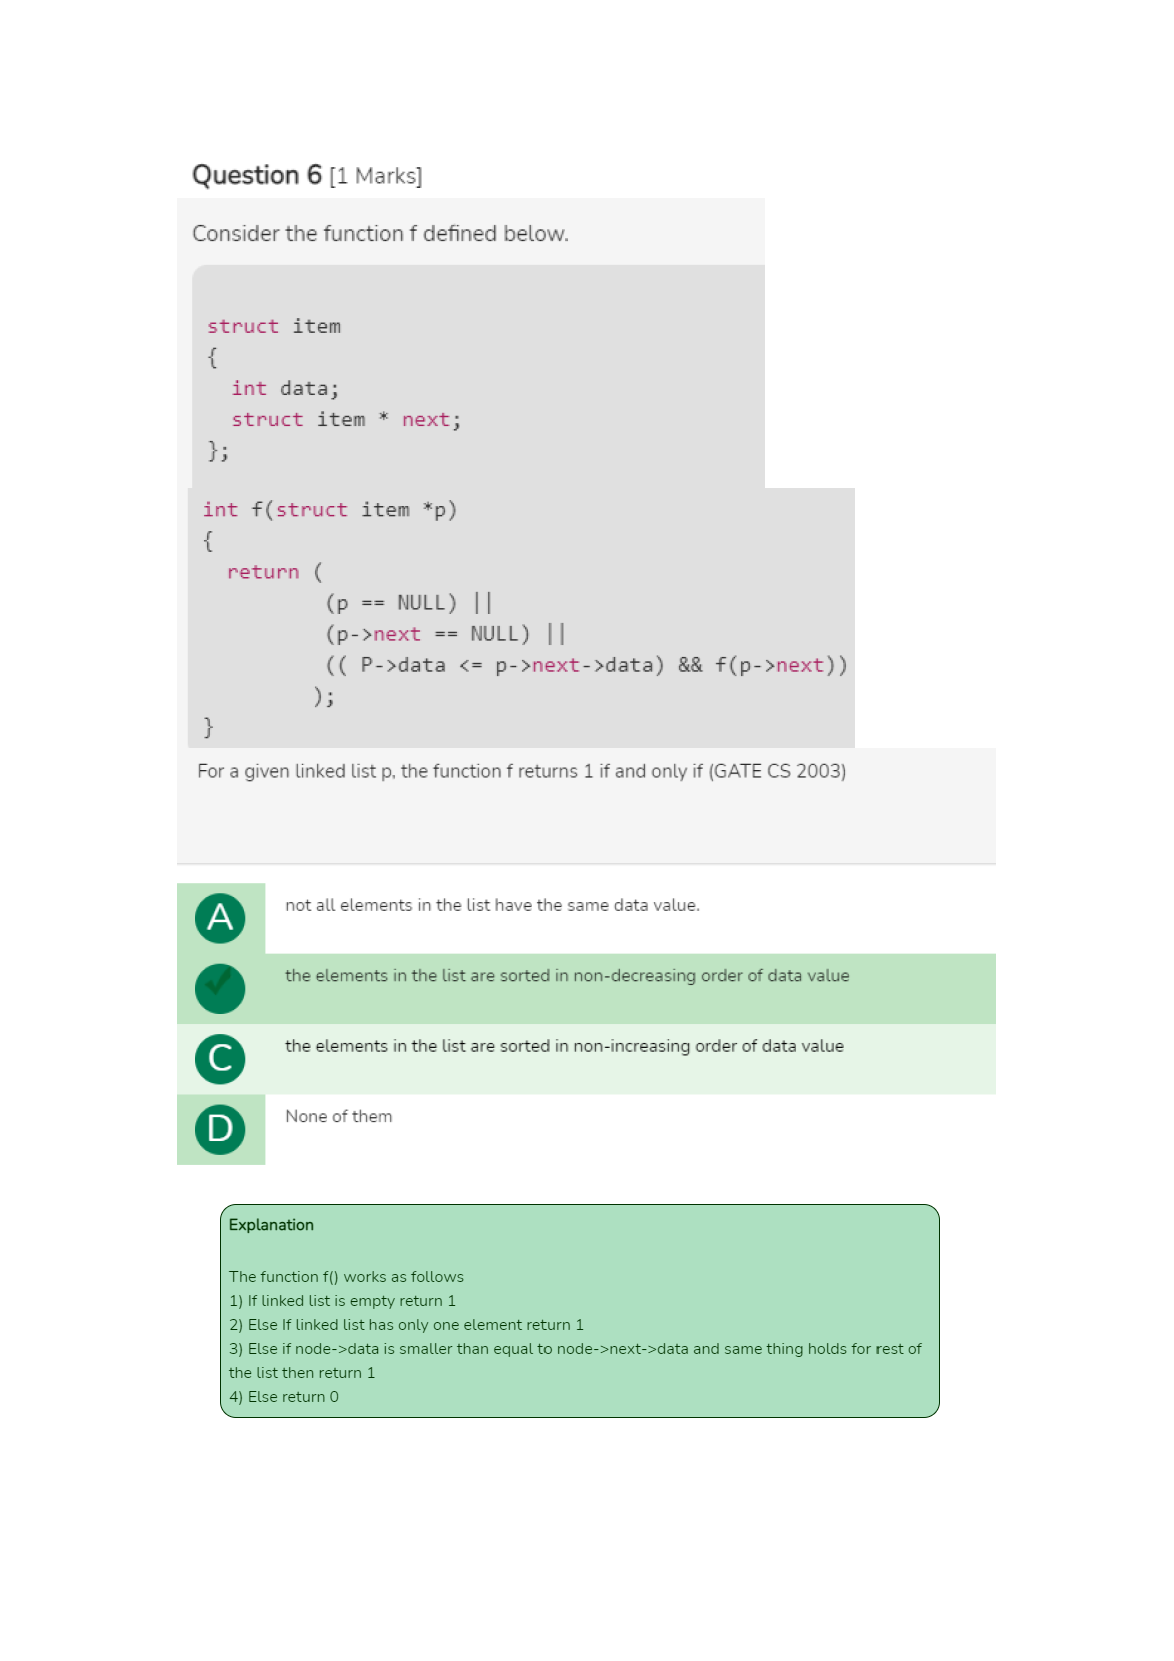 Question 6 [1 Marks]
Consider the function f defined below.
struct item
{
int data;
struct item * next;
};
int f(struct item *p)
{
return (
(p == NULL) ||
(p->next == NULL) ||
(( P->data <= p->next->data) && f(p->next))
);
}
For a given linked list p, the function f returns 1 if and only if (GATE CS 2003)
A not all elements in the list have the same data value.
the elements in the list are sorted in non-decreasing order of data value
C the elements in the list are sorted in non-increasing order of data value
D None of them
Explanation
The function f() works as follows
1) If linked list is empty return 1
2) Else If linked list has only one element return 1
3) Else if node->data is smaller than equal to node->next->data and same thing holds for rest of
the list then return 1
4) Else return 0